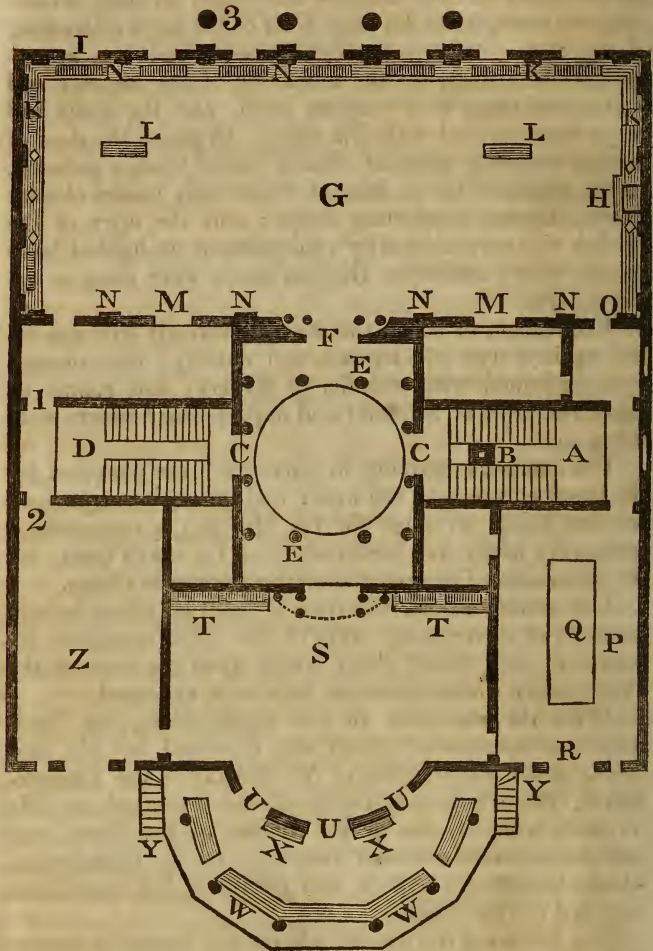 3
I N N K
K L L K
G H
N M N N M N O
F
E
1
D C C B A
2
E
Q P
T T
Z S
R
U U Y
Y X U X
W W